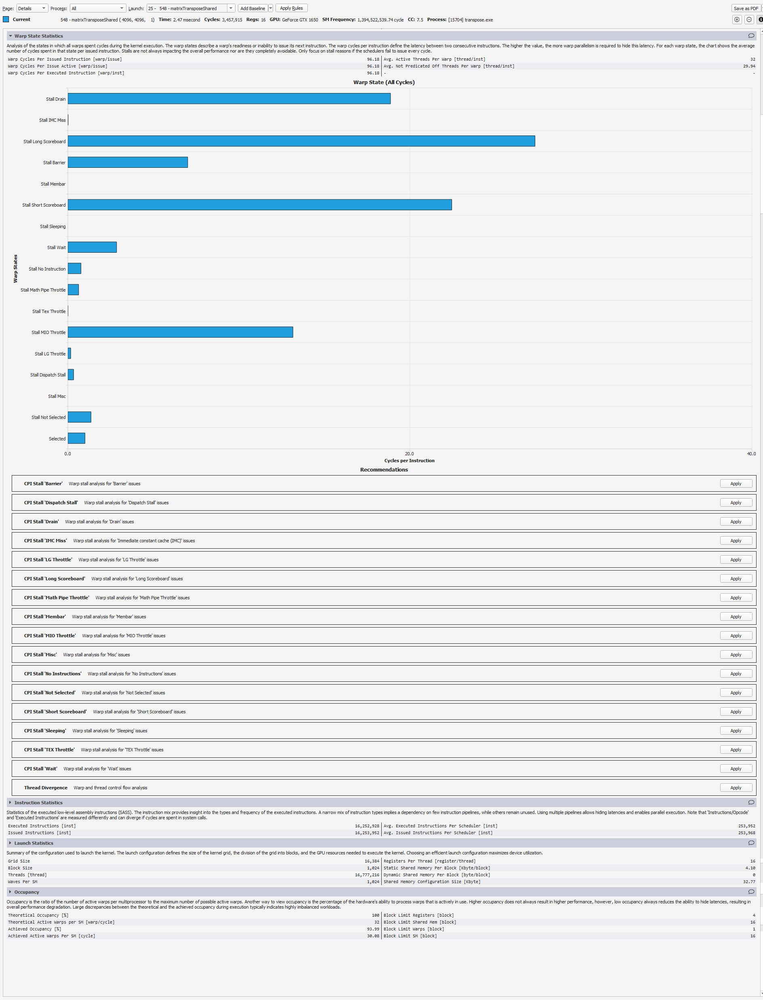 Page: Details Process: All Launch: 25 - 548 - matrixTransposeShared Add Baseline Apply Rules Save as PDF
Current 548 - matrixTransposeShared ( 4096, 4096, 1) Time: 2.47 msecond Cycles: 3,457,915 Regs: 16 GPU: GeForce GTX 1650 SM Frequency: 1,394,522,539.74 cycle CC: 7.5 Process: [15704] transpose.exe
Warp State Statistics
Analysis of the states in which all warps spent cycles during the kernel execution. The warp states describe a warp's readiness or inability to issue its next instruction. The warp cycles per instruction define the latency between two consecutive instructions. The higher the value, the more warp parallelism is required to hide this latency. For each warp state, the chart shows the average
number of cycles spent in that state per issued instruction. Stalls are not always impacting the overall performance nor are they completely avoidable. Only focus on stall reasons if the schedulers fail to issue every cycle.
Warp Cycles Per Issued Instruction [warp/issue] 96.18 Avg. Active Threads Per Warp [thread/inst] 32
Warp Cycles Per Issue Active [warp/issue] 96.18 Avg. Not Predicated Off Threads Per Warp [thread/inst] 29.94
Warp Cycles Per Executed Instruction [warp/inst] 96.18 - -
Warp State (All Cycles)
Stall Drain
Stall IMC Miss
Stall Long Scoreboard
Stall Barrier
Stall Membar
Stall Short Scoreboard
Stall Sleeping
Stall Wait
Warp States
Stall No Instruction
Stall Math Pipe Throttle
Stall Tex Throttle
Stall MIO Throttle
Stall LG Throttle
Stall Dispatch Stall
Stall Misc
Stall Not Selected
Selected
0.0 20.0 40.0
Cycles per Instruction
Recommendations
CPI Stall 'Barrier' Warp stall analysis for 'Barrier' issues Apply
CPI Stall 'Dispatch Stall' Warp stall analysis for 'Dispatch Stall' issues Apply
CPI Stall 'Drain' Warp stall analysis for 'Drain' issues Apply
CPI Stall 'IMC Miss' Warp stall analysis for 'Immediate constant cache (IMC)' issues Apply
CPI Stall 'LG Throttle' Warp stall analysis for 'LG Throttle' issues Apply
CPI Stall 'Long Scoreboard' Warp stall analysis for 'Long Scoreboard' issues Apply
CPI Stall 'Math Pipe Throttle' Warp stall analysis for 'Math Pipe Throttle' issues Apply
CPI Stall 'Membar' Warp stall analysis for 'Membar' issues Apply
CPI Stall 'MIO Throttle' Warp stall analysis for 'MIO Throttle' issues Apply
CPI Stall 'Misc' Warp stall analysis for 'Misc' issues Apply
CPI Stall 'No Instructions' Warp stall analysis for 'No Instructions' issues Apply
CPI Stall 'Not Selected' Warp stall analysis for 'Not Selected' issues Apply
CPI Stall 'Short Scoreboard' Warp stall analysis for 'Short Scoreboard' issues Apply
CPI Stall 'Sleeping' Warp stall analysis for 'Sleeping' issues Apply
CPI Stall 'TEX Throttle' Warp stall analysis for 'TEX Throttle' issues Apply
CPI Stall 'Wait' Warp stall analysis for 'Wait' issues Apply
Thread Divergence Warp and thread control flow analysis Apply
Instruction Statistics
Statistics of the executed low-level assembly instructions (SASS). The instruction mix provides insight into the types and frequency of the executed instructions. A narrow mix of instruction types implies a dependency on few instruction pipelines, while others remain unused. Using multiple pipelines allows hiding latencies and enables parallel execution. Note that 'Instructions/Opcode'
and 'Executed Instructions' are measured differently and can diverge if cycles are spent in system calls.
Executed Instructions [inst] 16,252,928 Avg. Executed Instructions Per Scheduler [inst] 253,952
Issued Instructions [inst] 16,253,952 Avg. Issued Instructions Per Scheduler [inst] 253,968
Launch Statistics
Summary of the configuration used to launch the kernel. The launch configuration defines the size of the kernel grid, the division of the grid into blocks, and the GPU resources needed to execute the kernel. Choosing an efficient launch configuration maximizes device utilization.
Grid Size 16,384 Registers Per Thread [register/thread] 16
Block Size 1,024 Static Shared Memory Per Block [Kbyte/block] 4.10
Threads [thread] 16,777,216 Dynamic Shared Memory Per Block [byte/block] 0
Waves Per SM 1,024 Shared Memory Configuration Size [Kbyte] 32.77
Occupancy
Occupancy is the ratio of the number of active warps per multiprocessor to the maximum number of possible active warps. Another way to view occupancy is the percentage of the hardware's ability to process warps that is actively in use. Higher occupancy does not always result in higher performance, however, low occupancy always reduces the ability to hide latencies, resulting in
overall performance degradation. Large discrepancies between the theoretical and the achieved occupancy during execution typically indicates highly imbalanced workloads.
Theoretical Occupancy [%] 100 Block Limit Registers [block] 4
Theoretical Active Warps per SM [warp/cycle] 32 Block Limit Shared Mem [block] 16
Achieved Occupancy [%] 93.99 Block Limit Warps [block] 1
Achieved Active Warps Per SM [cycle] 30.08 Block Limit SM [block] 16